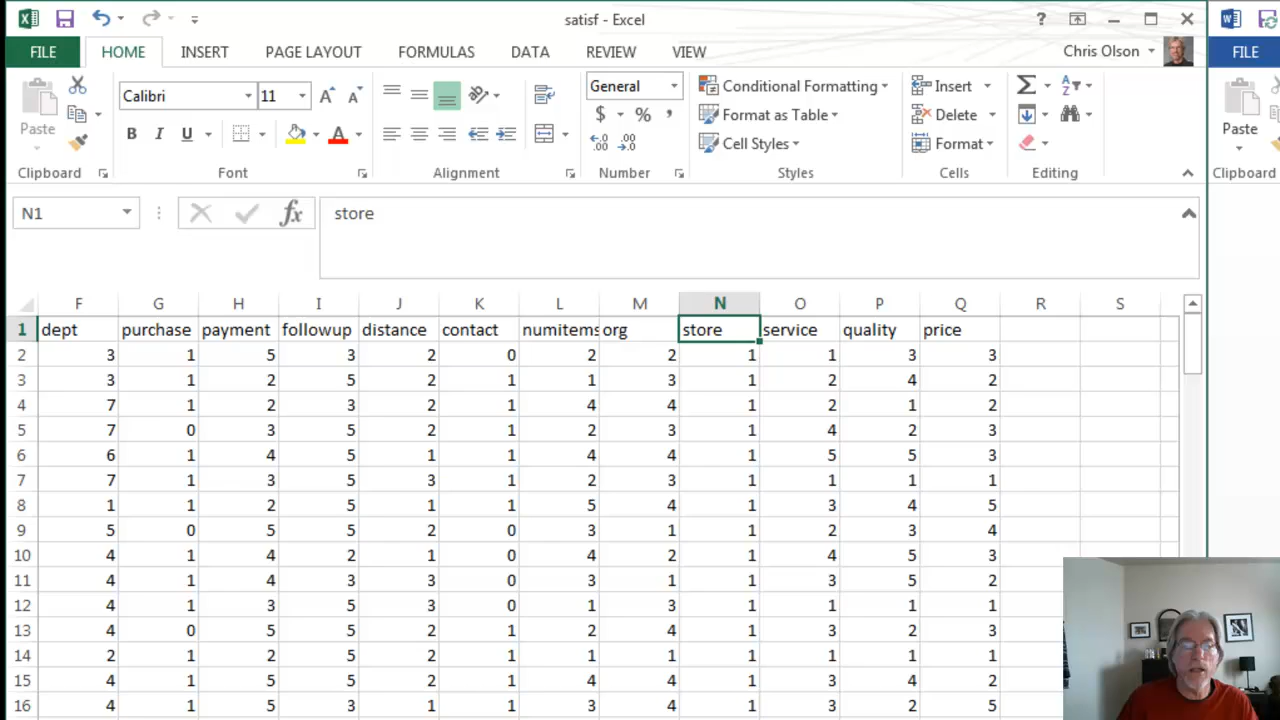 satisf - Excel
?
FILE HOME INSERT PAGE LAYOUT FORMULAS DATA REVIEW VIEW Chris Olson FILE
Calibri 11 General Conditional Formatting Insert
Paste $ % , Format as Table Delete Paste
B I U A Cell Styles Format
Clipboard Font Alignment Number Styles Cells Editing Clipboard
N1 fx store
F G H I J K L M N O P Q R S
1 dept purchase payment followup distance contact numitems org store service quality price
2 3 1 5 3 2 0 2 2 1 1 3 3
3 3 1 2 5 2 1 1 3 1 2 4 2
4 7 1 2 3 2 1 4 4 1 2 1 2
5 7 0 3 5 2 1 2 3 1 4 2 3
6 6 1 4 5 1 1 4 4 1 5 5 3
7 7 1 3 5 3 1 2 3 1 1 1 1
8 1 1 2 5 1 1 5 4 1 3 4 5
9 5 0 5 5 2 0 3 1 1 2 3 4
10 4 1 4 2 1 0 4 2 1 4 5 3
11 4 1 4 3 3 0 3 1 1 3 5 2
12 4 1 3 5 3 0 1 3 1 1 1 1
13 4 0 5 5 2 1 2 4 1 3 2 3
14 2 1 2 5 2 1 1 1 1 1 1 1
15 4 1 5 5 2 1 4 4 1 3 4 2
16 4 1 5 3 1 1 3 4 1 3 2 5